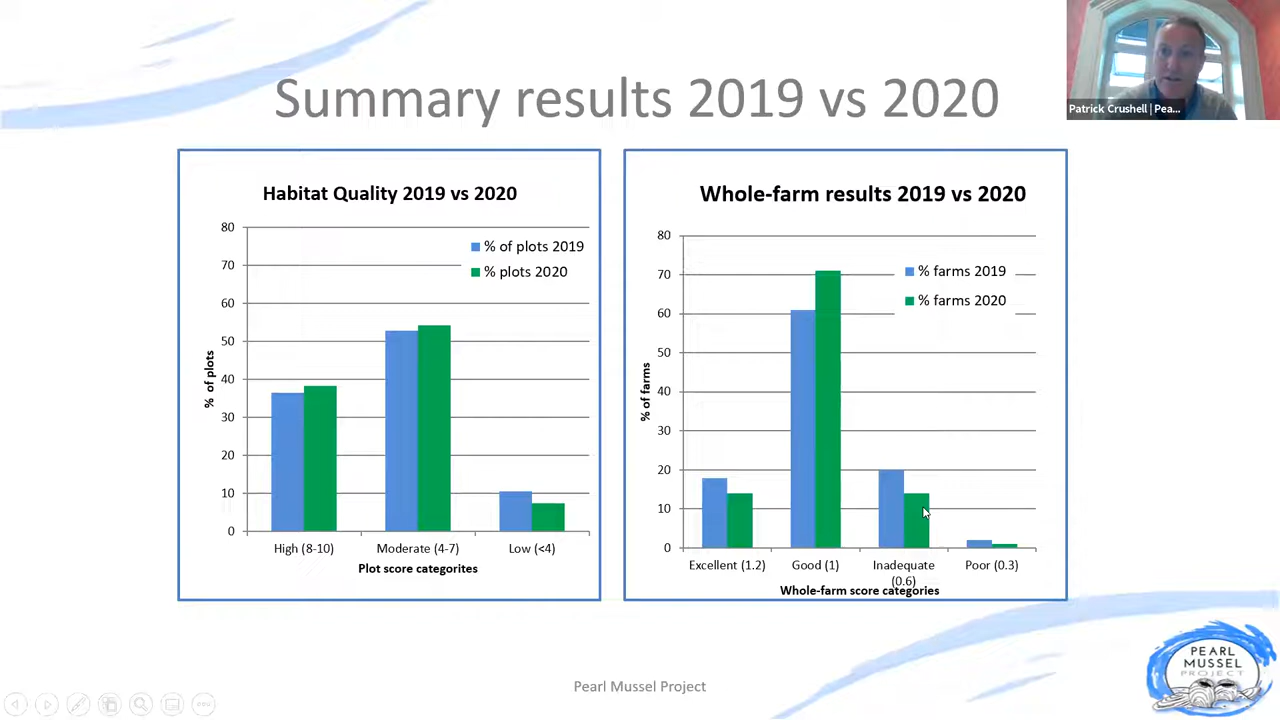 Summary results 2019 vs 2020
Patrick Crushell | Pea...
Habitat Quality 2019 vs 2020
80
70
60
50
40
30
20
10
0
% of plots
% of plots 2019
% plots 2020
High (8-10)
Moderate (4-7)
Low (<4)
Plot score categorites
Whole-farm results 2019 vs 2020
80
70
60
50
40
30
20
10
0
% of farms
% farms 2019
% farms 2020
Excellent (1.2)
Good (1)
Inadequate
(0.6)
Poor (0.3)
Whole-farm score categories
Pearl Mussel Project
PEARL
MUSSEL
PROJECT